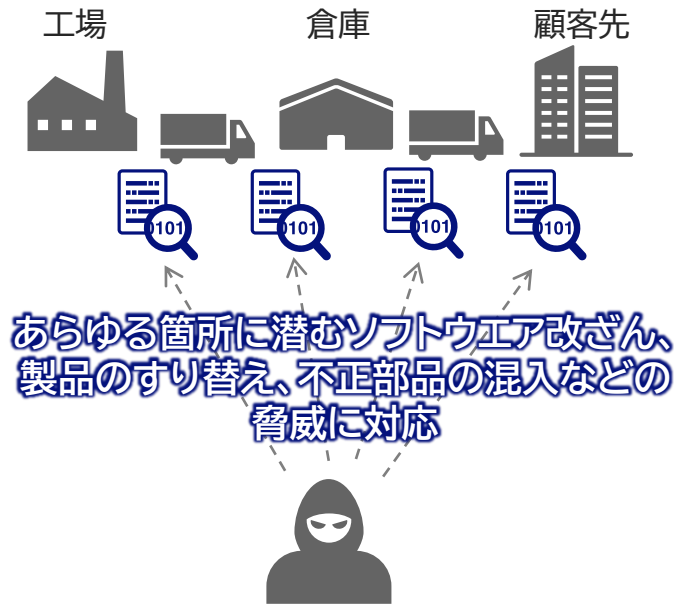 工場 倉庫 顧客先
0101 0101 0101 0101
あらゆる箇所に潜むソフトウエア改ざん、
製品のすり替え、不正部品の混入などの
脅威に対応